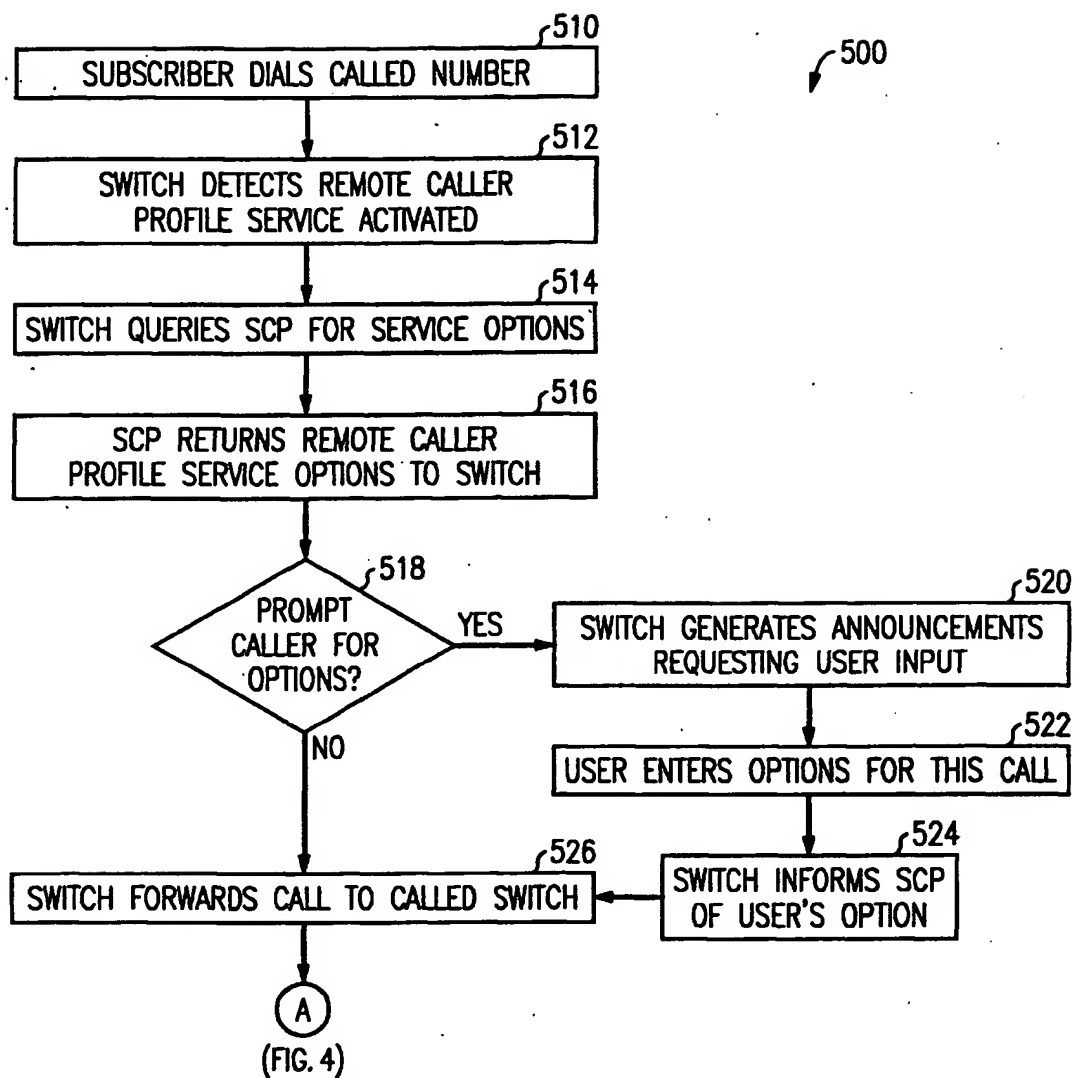 510
SUBSCRIBER DIALS CALLED NUMBER
500
512
SWITCH DETECTS REMOTE CALLER
PROFILE SERVICE ACTIVATED
514
SWITCH QUERIES SCP FOR SERVICE OPTIONS
516
SCP RETURNS REMOTE CALLER
PROFILE SERVICE OPTIONS TO SWITCH
518
PROMPT
CALLER FOR
OPTIONS?
YES
NO
520
SWITCH GENERATES ANNOUNCEMENTS
REQUESTING USER INPUT
522
USER ENTERS OPTIONS FOR THIS CALL
524
SWITCH INFORMS SCP
OF USER'S OPTION
526
SWITCH FORWARDS CALL TO CALLED SWITCH
A
(FIG. 4)